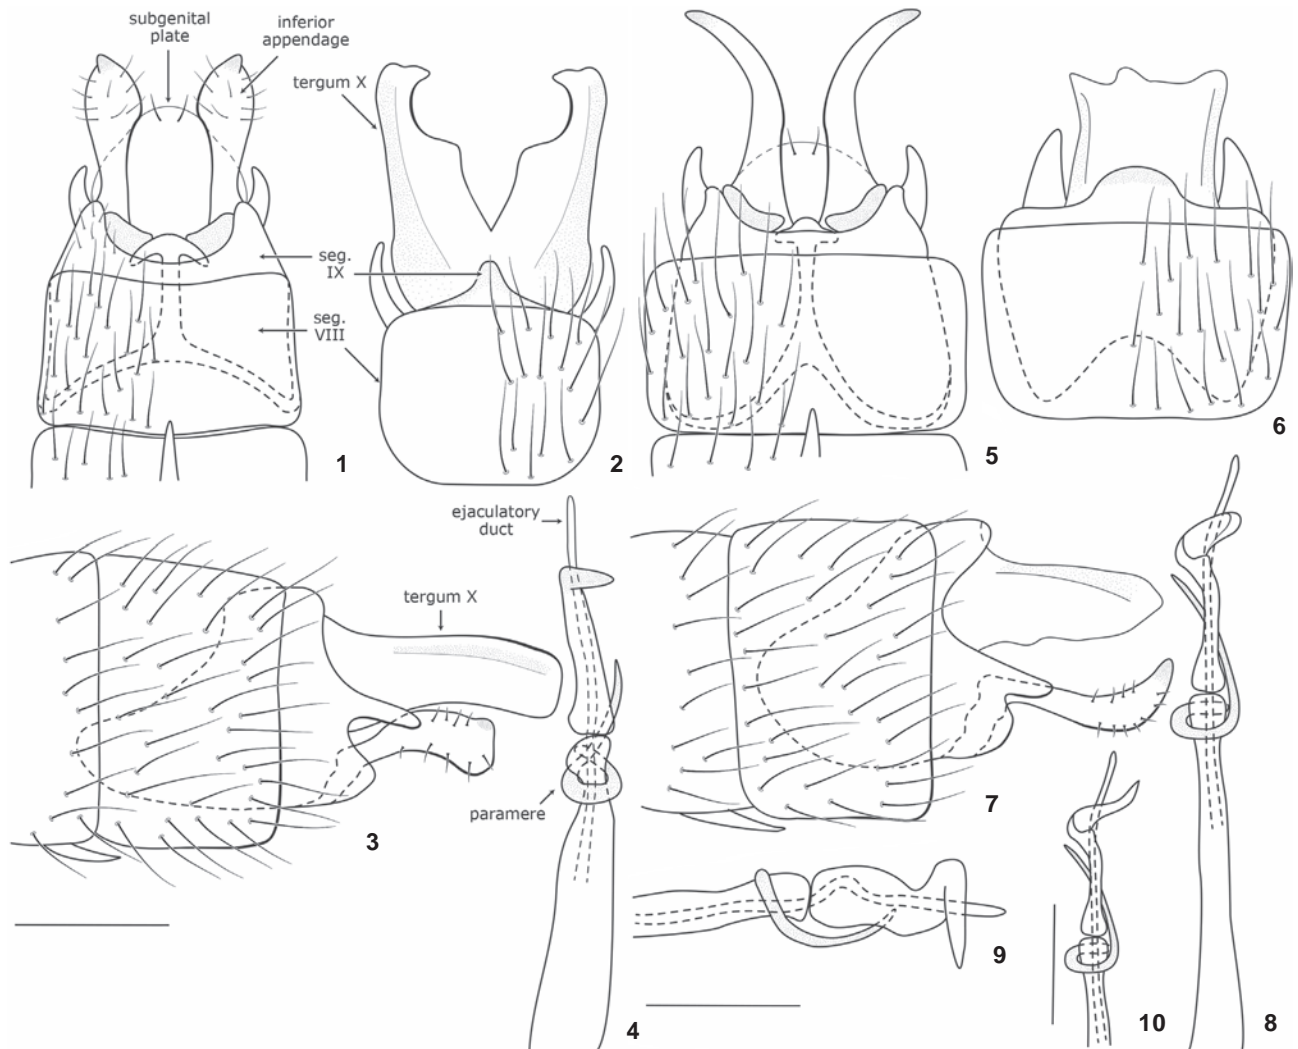 subgenital
plate
inferior
appendage
tergum X
seg.
IX
seg.
VIII
1
2
5
6
ejaculatory
duct
tergum X
paramere
3
4
7
9
10
8